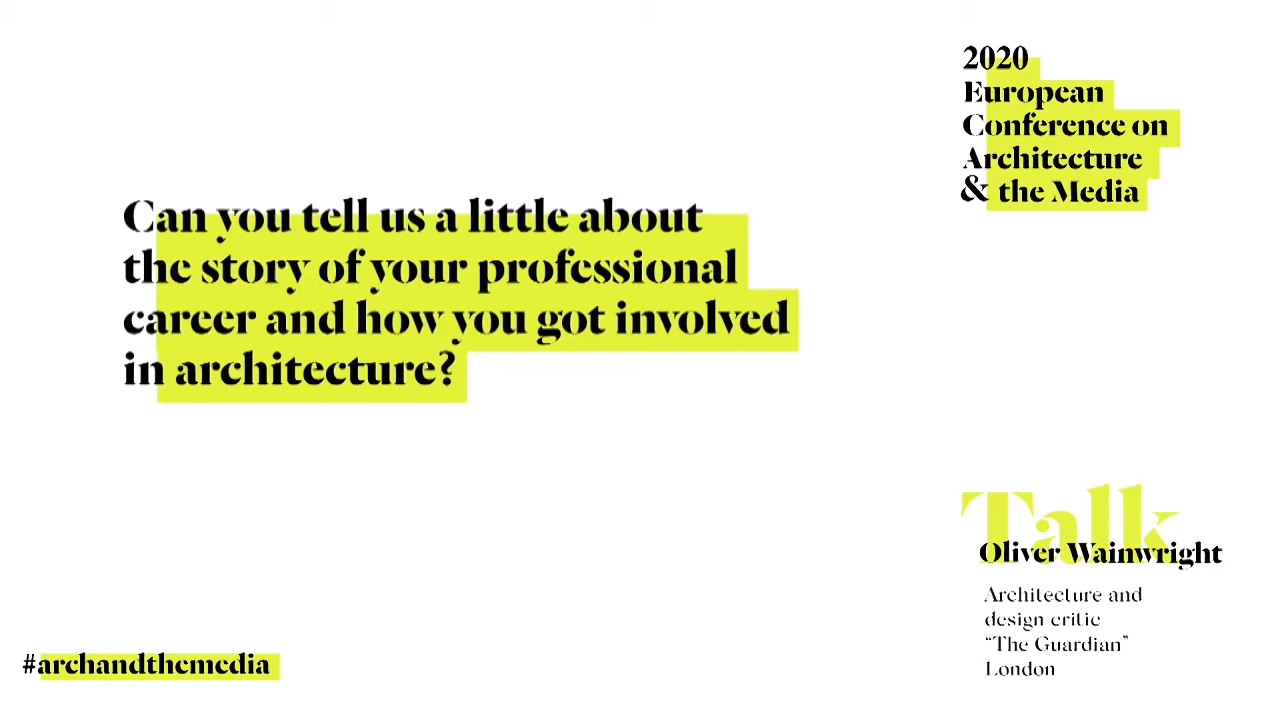 2020
European
Conference on
Architecture
& the Media
Can you tell us a little about
the story of your professional
career and how you got involved
in architecture?
Talk
Oliver Wainwright
Architecture and
design critic
“The Guardian”
London
#archandthemedia